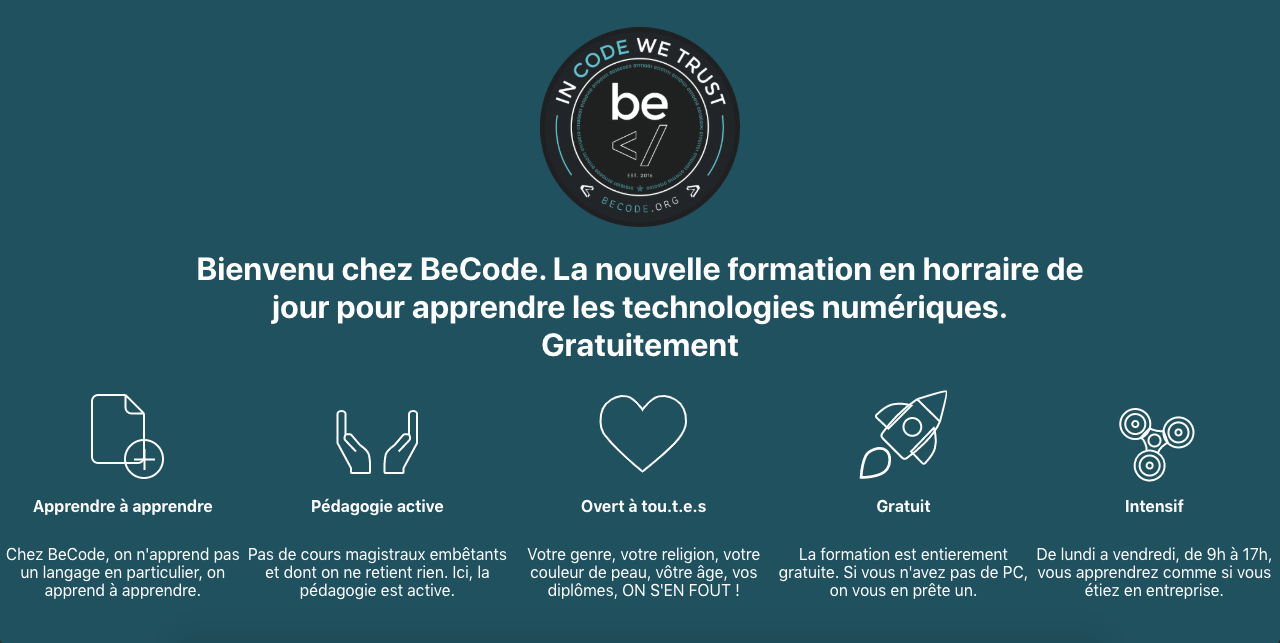 IN CODE WE TRUST
be
</
EST. 2016
BECODE.ORG
Bienvenu chez BeCode. La nouvelle formation en horraire de
jour pour apprendre les technologies numériques.
Gratuitement
Apprendre à apprendre
Chez BeCode, on n'apprend pas
un langage en particulier, on
apprend à apprendre.
Pédagogie active
Pas de cours magistraux embêtants
et dont on ne retient rien. Ici, la
pédagogie est active.
Overt à tou.t.e.s
Votre genre, votre religion, votre
couleur de peau, vôtre âge, vos
diplômes, ON S'EN FOUT !
Gratuit
La formation est entierement
gratuite. Si vous n'avez pas de PC,
on vous en prête un.
Intensif
De lundi a vendredi, de 9h à 17h,
vous apprendrez comme si vous
étiez en entreprise.